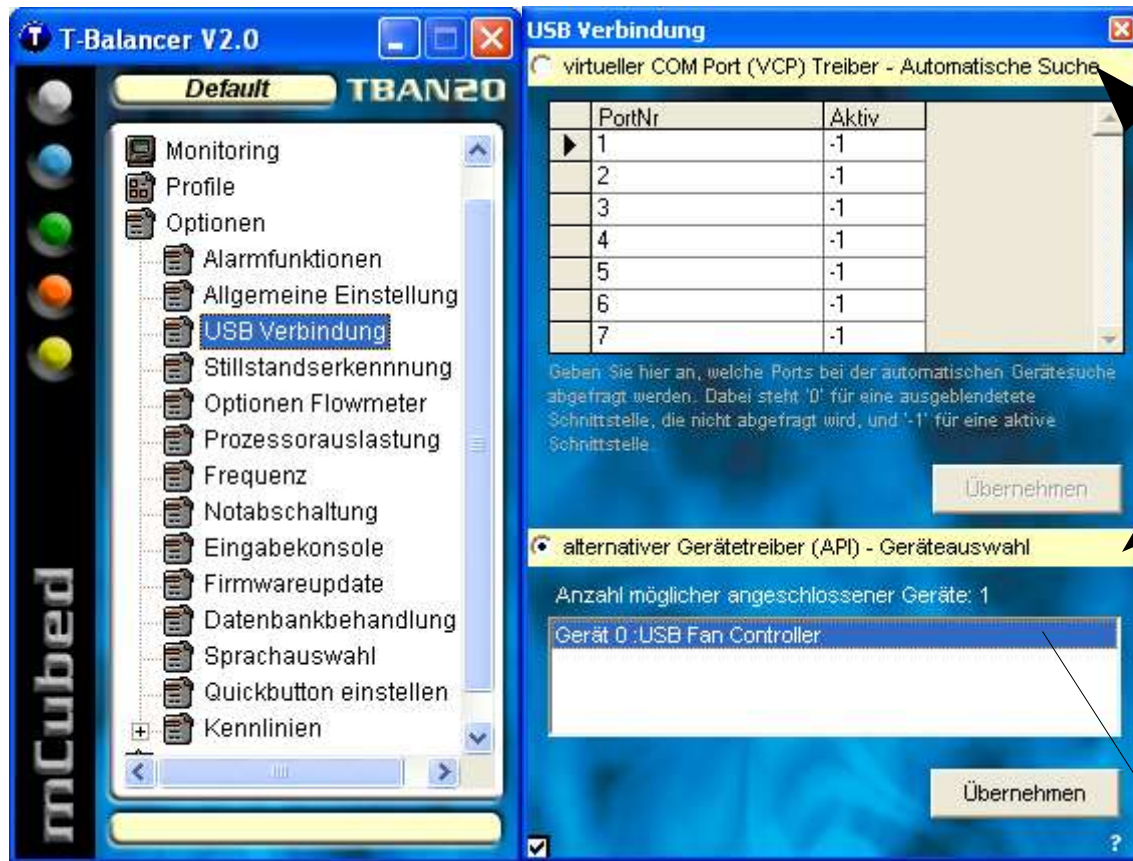 T-Balancer V2.0
Default
TBAN20
Monitoring
Profile
Optionen
Alarmfunktionen
Allgemeine Einstellung
USB Verbindung
Stillstandserkennnung
Optionen Flowmeter
Prozessorauslastung
Frequenz
Notabschaltung
Eingabekonsole
Firmwareupdate
Datenbankbehandlung
Sprachauswahl
Quickbutton einstellen
Kennlinien
mCubed
USB Verbindung
virtueller COM Port (VCP) Treiber - Automatische Suche
PortNr Aktiv
1 -1
2 -1
3 -1
4 -1
5 -1
6 -1
7 -1
Geben Sie hier an, welche Ports bei der automatischen Gerätesuche
abgefragt werden. Dabei steht '0' für eine ausgeblendetete
Schnittstelle, die nicht abgefragt wird, und '-1' für eine aktive
Schnittstelle.
Übernehmen
alternativer Gerätetreiber (API) - Geräteauswahl
Anzahl möglicher angeschlossener Geräte: 1
Gerät 0 :USB Fan Controller
Übernehmen
?